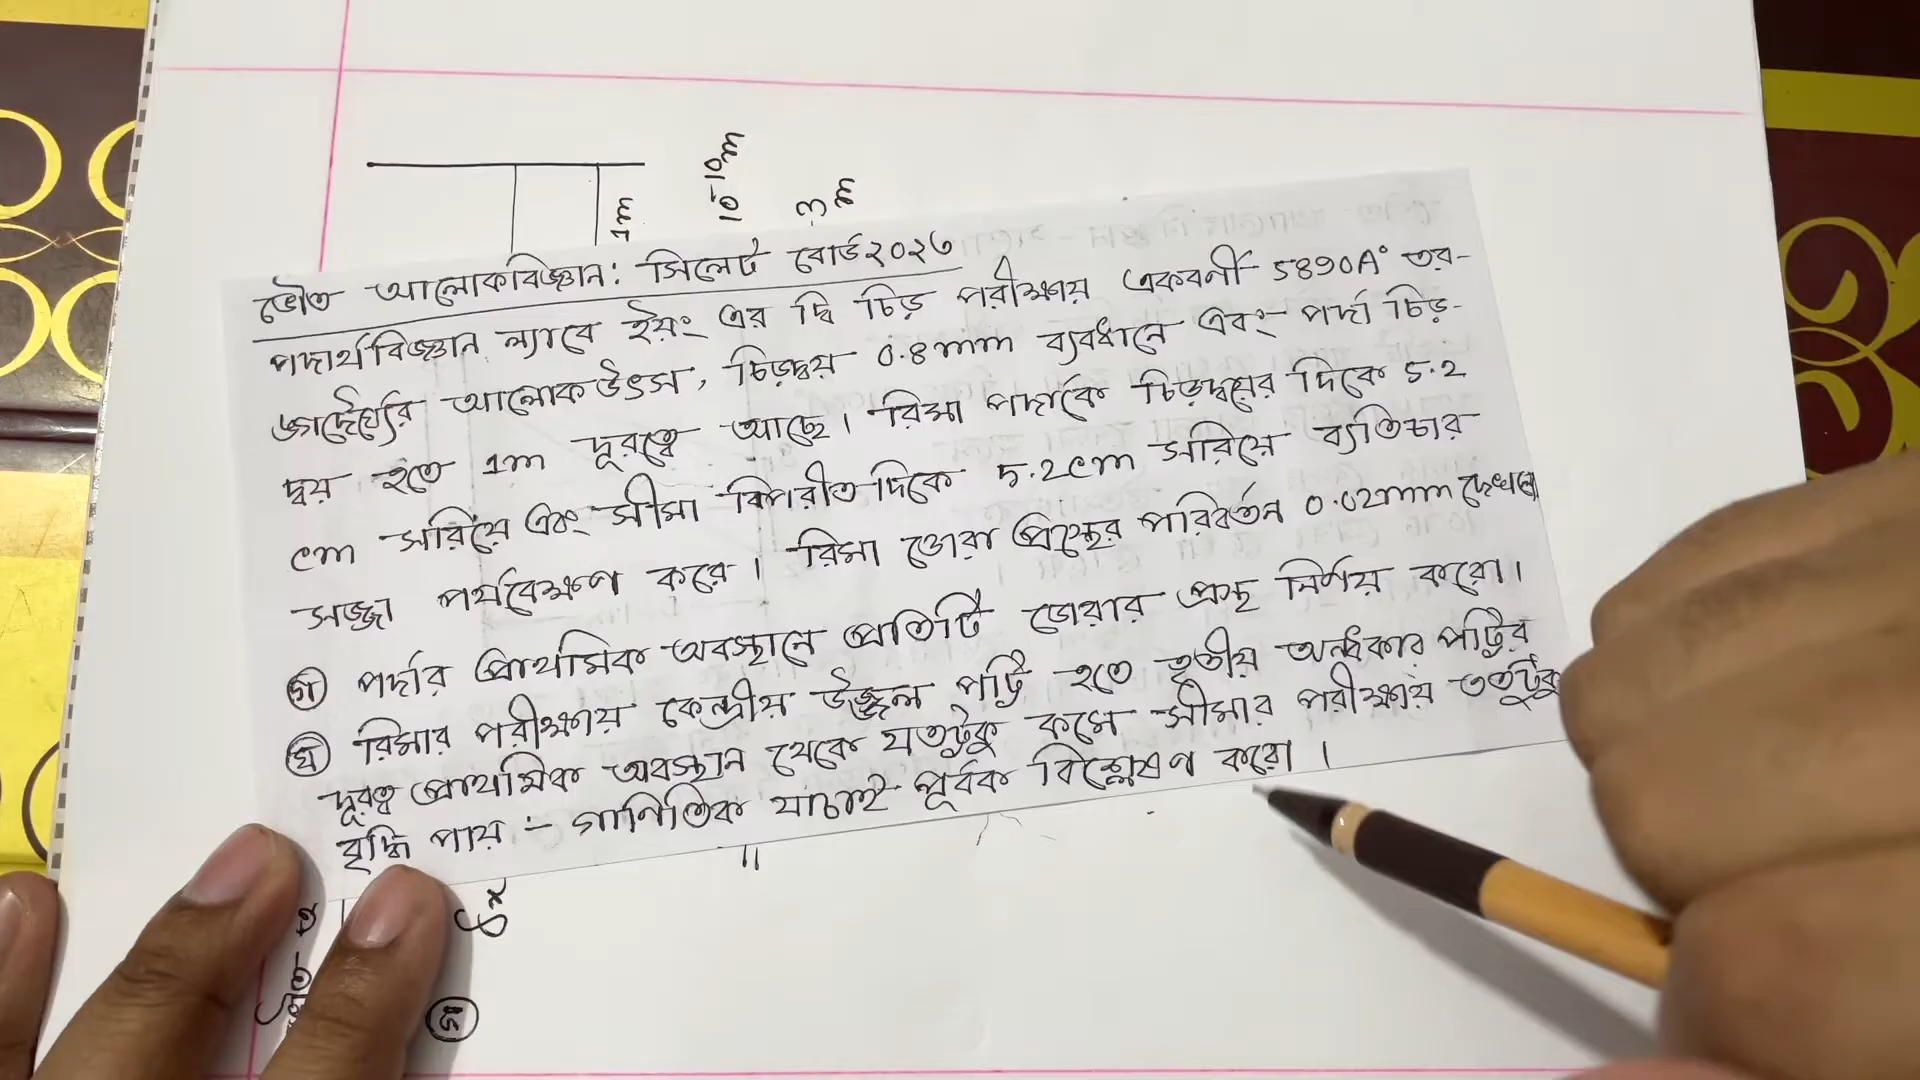 10-10m
3m
1m
ভৌত আলোকবিজ্ঞান: সিলেট বোর্ড ২০২৩
পদার্থবিজ্ঞান ল্যাবে ইয়ং এর দ্বি চিড় পরীক্ষায় একবর্ণী 5890A° তর-
ঙ্গদৈর্ঘ্যের আলোক উৎস, চিড়দ্বয় 0.8mm ব্যবধানে এবং পর্দা চিড়-
দ্বয় হতে 1m দূরত্বে আছে। রিমা পর্দাকে চিড়দ্বয়ের দিকে 5.2
cm সরিয়ে এবং সীমা বিপরীত দিকে 5.2cm সরিয়ে ব্যতিচার
সজ্জা পর্যবেক্ষণ করে। রিমা ডোরা প্রস্থের পরিবর্তন 0.02mm দেখলো
গ পর্দার প্রাথমিক অবস্থানে প্রতিটি ডোরার প্রস্থ নির্ণয় করো।
ঘ রিমার পরীক্ষায় কেন্দ্রীয় উজ্জ্বল পট্টি হতে তৃতীয় অন্ধকার পট্টির
দূরত্ব প্রাথমিক অবস্থান থেকে যতটুকু কমে সীমার পরীক্ষায় ততটুকু
বৃদ্ধি পায় :- গাণিতিক যাচাই পূর্বক বিশ্লেষণ করো।